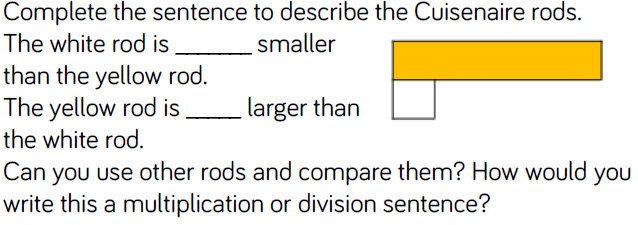 Complete the sentence to describe the Cuisenaire rods.
The white rod is _______ smaller
than the yellow rod.
The yellow rod is _____ larger than
the white rod.
Can you use other rods and compare them? How would you
write this a multiplication or division sentence?